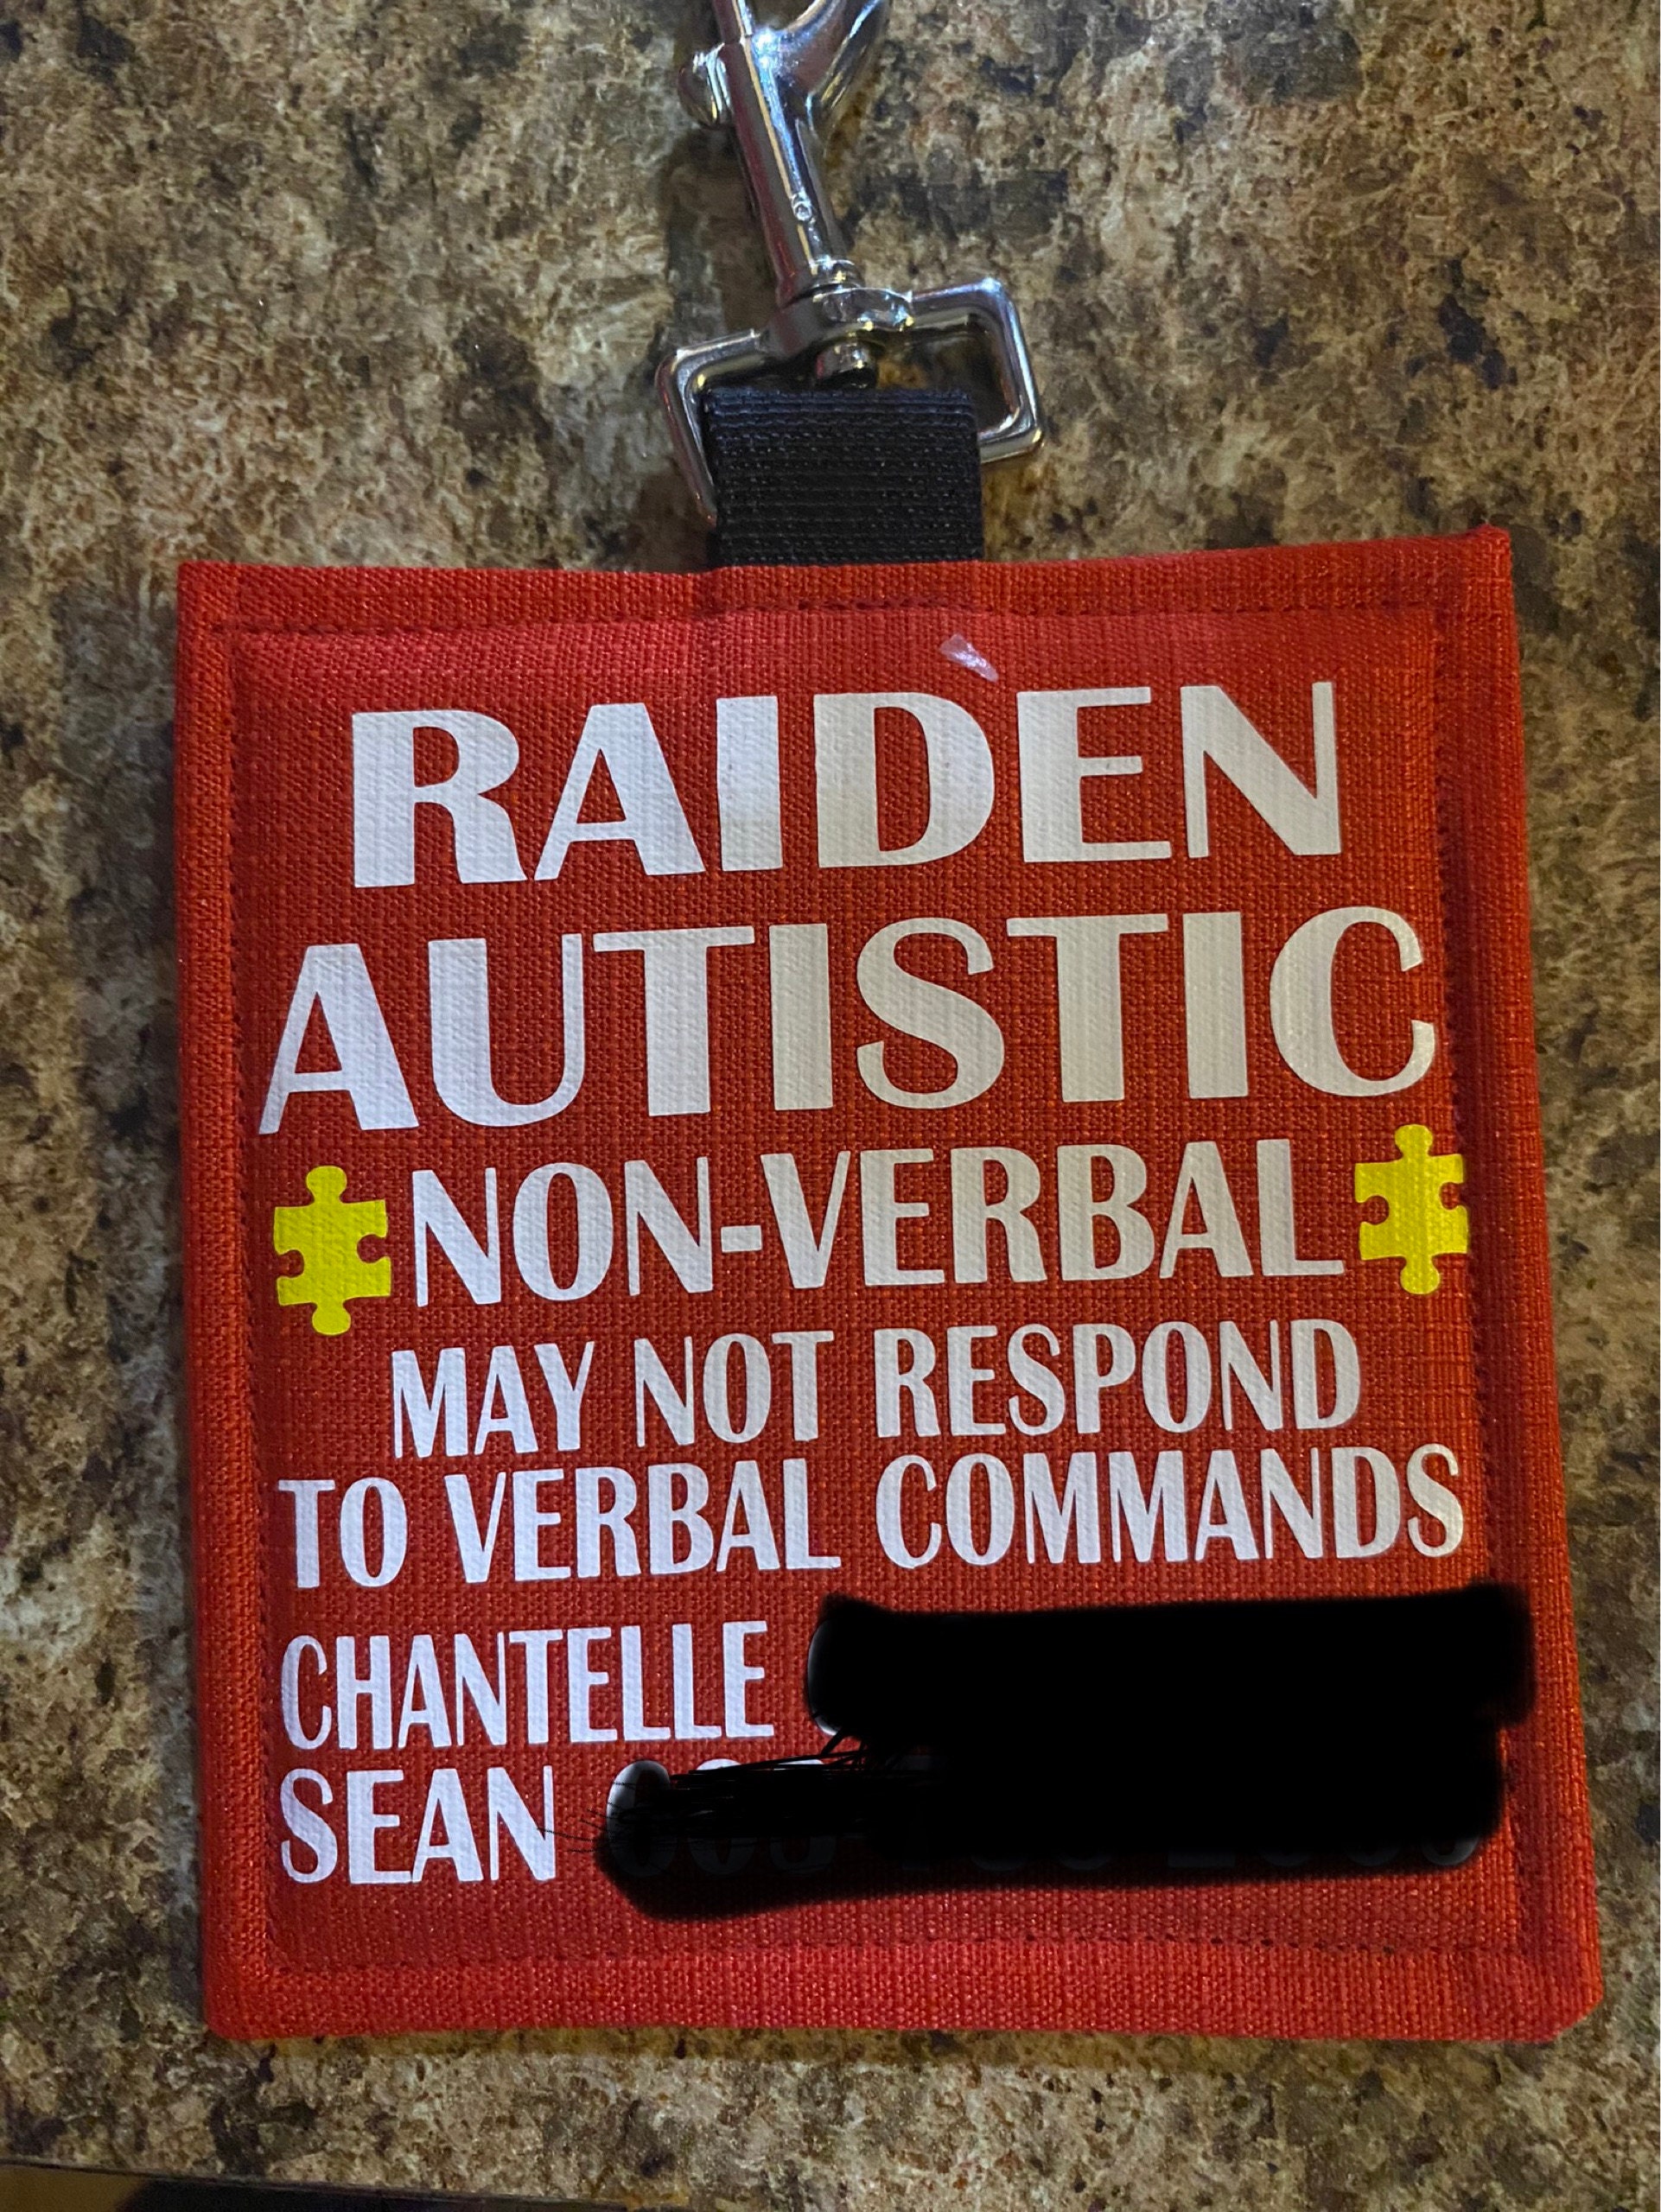 RAIDEN
AUTISTIC
NON-VERBAL
MAY NOT RESPOND
TO VERBAL COMMANDS
CHANTELLE
SEAN